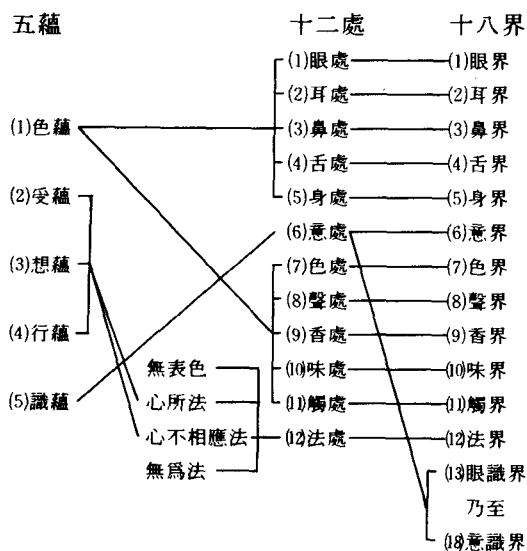 五蘊
十二處
十八界
(1)色蘊
(2)受蘊
(3)想蘊
(4)行蘊
(5)識蘊
無表色
心所法
心不相應法
無爲法
(1)眼處
(2)耳處
(3)鼻處
(4)舌處
(5)身處
(6)意處
(7)色處
(8)聲處
(9)香處
(10)味處
(11)觸處
(12)法處
(1)眼界
(2)耳界
(3)鼻界
(4)舌界
(5)身界
(6)意界
(7)色界
(8)聲界
(9)香界
(10)味界
(11)觸界
(12)法界
(13)眼識界
乃至
(18)意識界